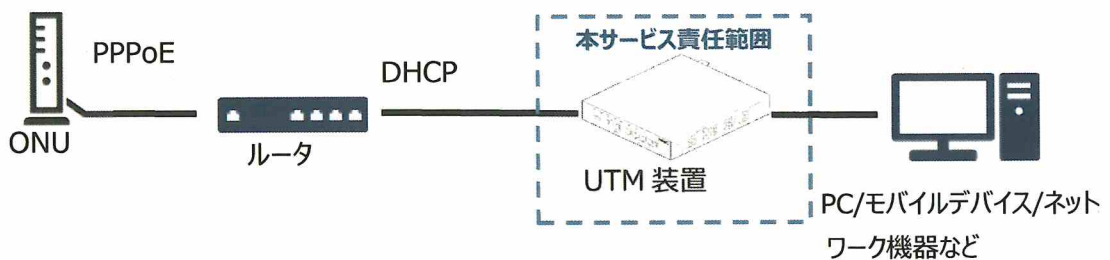 本サービス責任範囲
PPPoE
DHCP
ONU
ルータ
UTM 装置
PC/モバイルデバイス/ネット
ワーク機器など